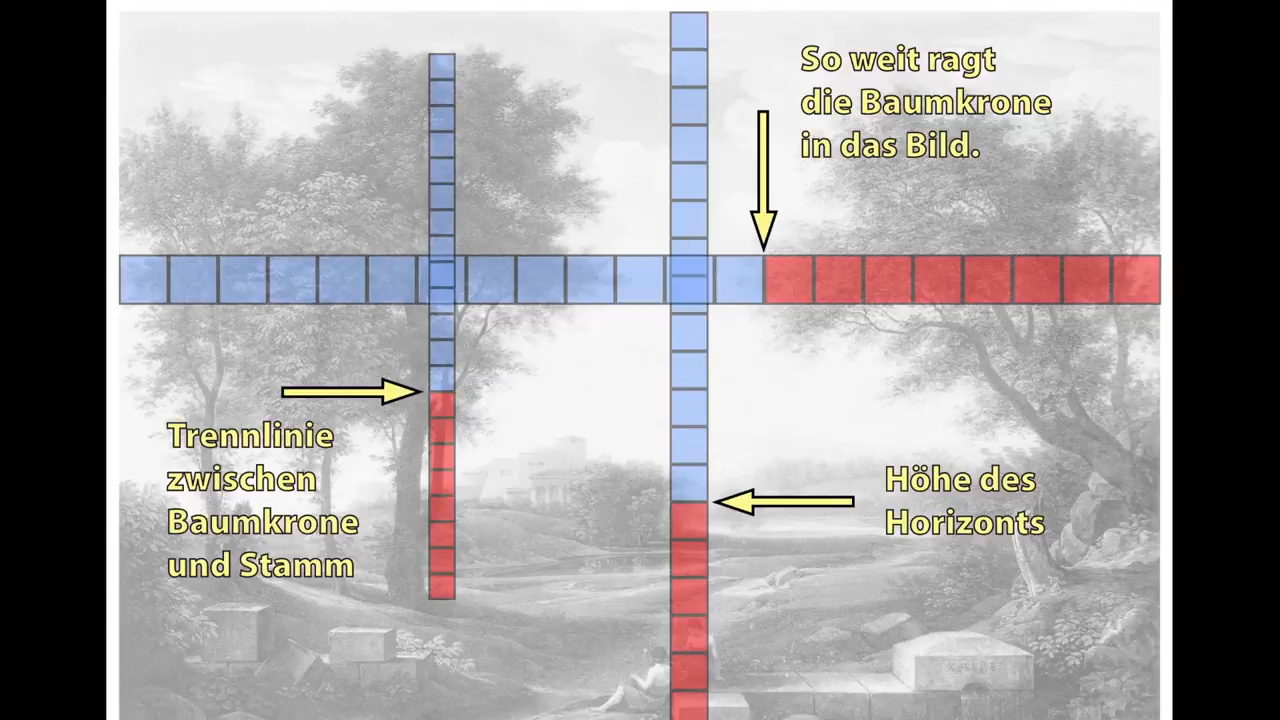 So weit ragt
die Baumkrone
in das Bild.
Trennlinie
zwischen
Baumkrone
und Stamm
Höhe des
Horizonts